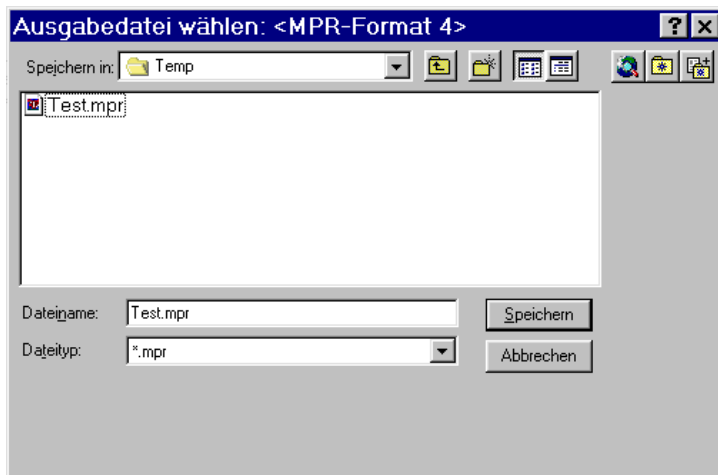 Ausgabedatei wählen: <MPR-Format 4>
Speichern in: Temp
Test.mpr
Dateiname: Test.mpr Speichern
Dateityp: *.mpr Abbrechen